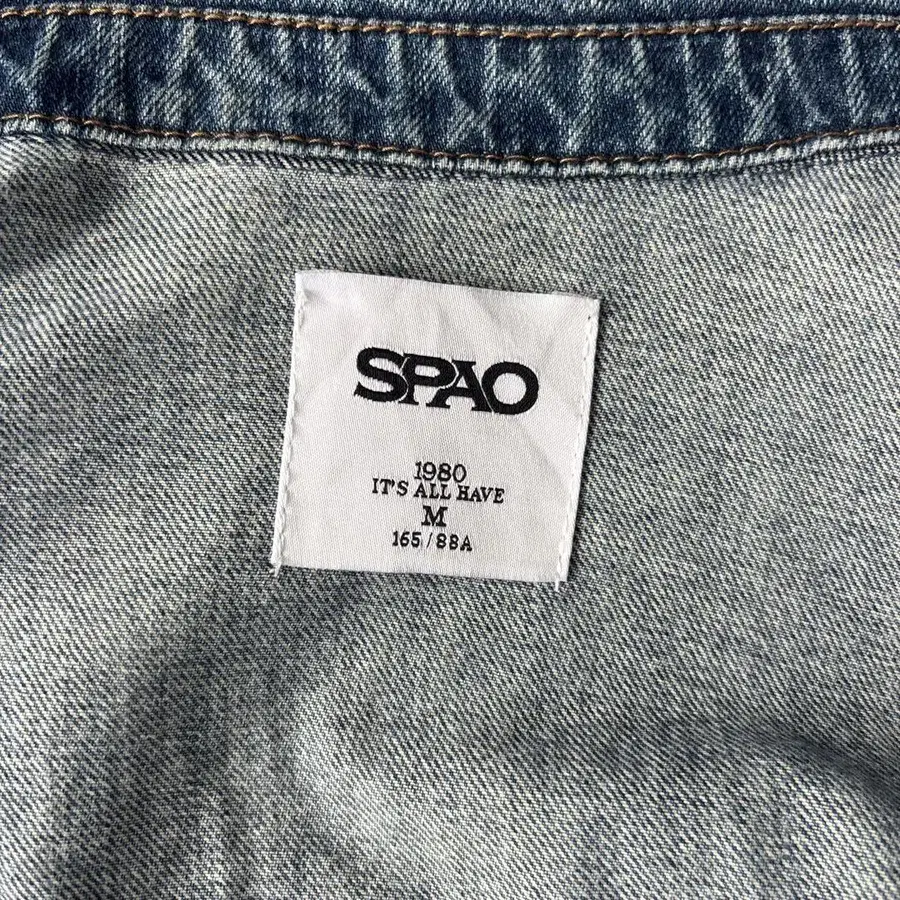 SPAO
1980
IT'S ALL HAVE
M
165/88A